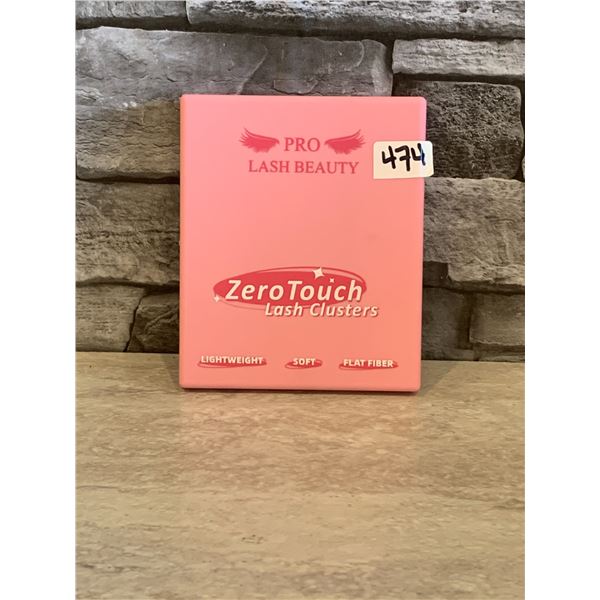 PRO
LASH BEAUTY
474
ZeroTouch
Lash Clusters
LIGHTWEIGHT SOFT FLAT FIBER